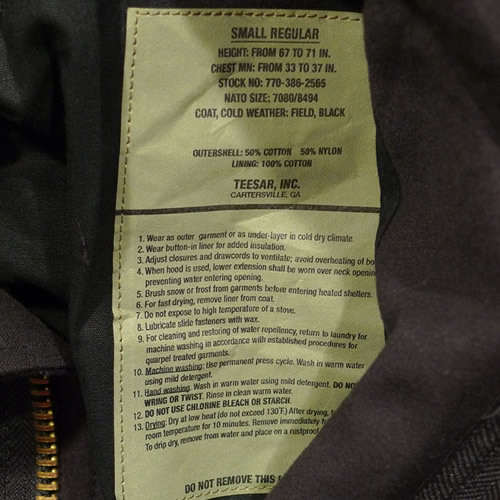 SMALL REGULAR
HEIGHT: FROM 67 TO 71 IN.
CHEST MN: FROM 33 TO 37 IN.
STOCK NO: 770-386-2565
NATO SIZE; 7080/8494
COAT, COLD WEATHER: FIELD, BLACK
OUTERSHELL: 50% COTTON 50% NYLON
LINING: 100% COTTON
TEESAR, INC.
CARTERSVILLE, GA
1. Wear as outer garment or as under-layer in cold dry climate.
2. Wear button-in liner for added insulation.
3. Adjust closures and drawcords to ventilate; avoid overheating of
4. When hood is used, lower extension shall be worn over neck
preventing water entering opening.
5. Brush snow or frost from garments before entering heated shelters.
6. For fast drying, remove liner from coat.
7. Do not expose to high temperature of a stove.
8. Lubricate slide fasteners with wax.
9. For cleaning and restoring of water repellency, return to laundry for
machine washing in accordance with established procedures for
quarpel treated garments.
10. Machine washing: Use permanent press cycle. Wash in warm water
using mild detergent.
11. Hand washing. Wash in warm water using mild detergent. DO
WRING OR TWIST. Rinse in clean warm water.
12. DO NOT USE CHLORINE BLEACH OR STARCH.
13. Drying: Dry at low heat (do not exceed 130°F) After drying,
room temperature for 10 minutes. Remove immediately
To drip dry, remove from water and place on a rustproof
DO NOT REMOVE THIS